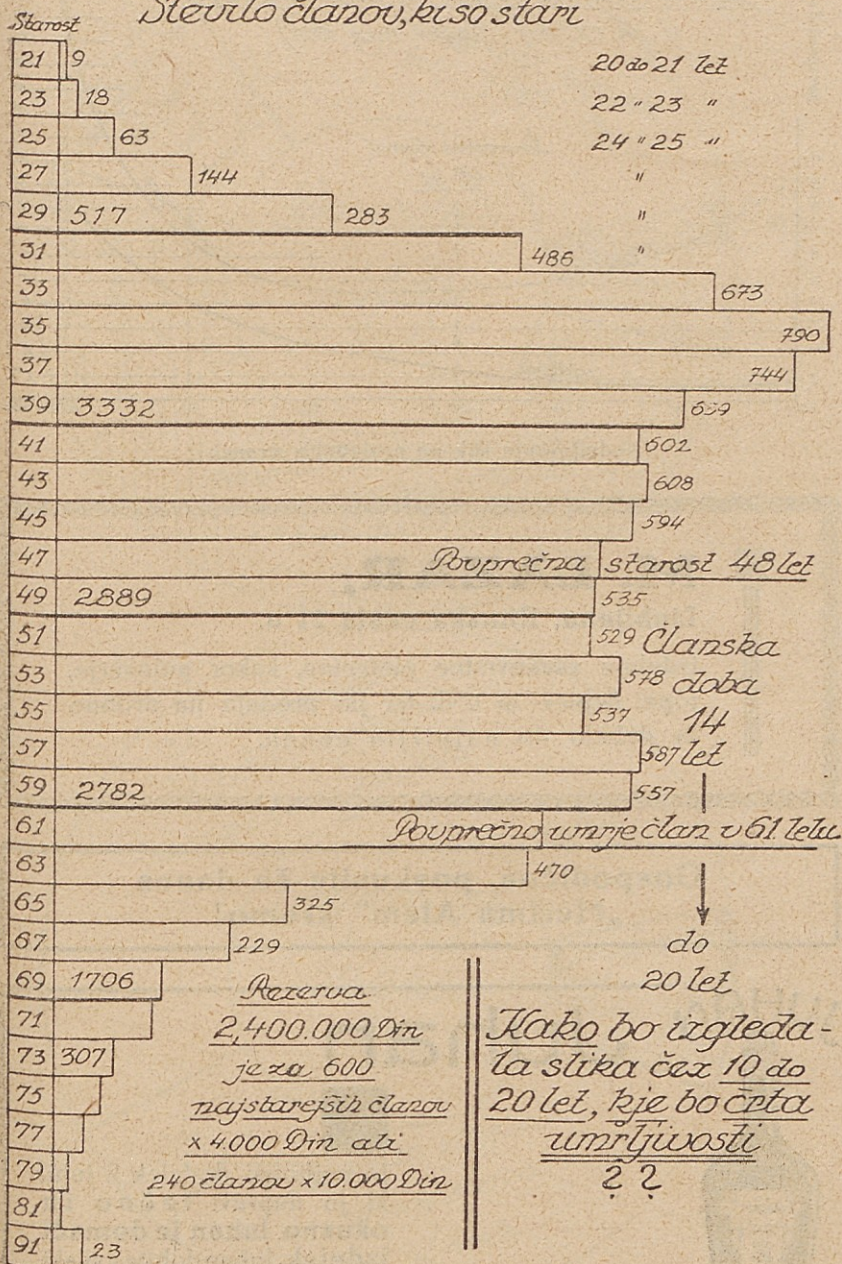 Število članov, ki so stari
Starost
21 9 20 do 21 let
23 18 22 " 23 "
25 63 24 " 25 "
27 144 "
29 517 283 "
31 486 "
33 673
35 790
37 744
39 3332 659
41 602
43 608
45 594
47 Povprečna starost 48 let
49 2889 535
51 529 Članska
53 578 doba
55 537 14
57 587 let
59 2782 557
61 Povprečno umrje član v 61 letu
63 470
65 325
67 229
do
69 1706
20 let
71
73 307
75
77
79
81
91 23
Rezerva
2,400.000 Din
je za 600
najstarejših članov
x 4.000 Din ali
240 članov x 10.000 Din
Kako bo izgleda-
la slika čez 10 do
20 let, kje bo črta
umrljivosti
? ?